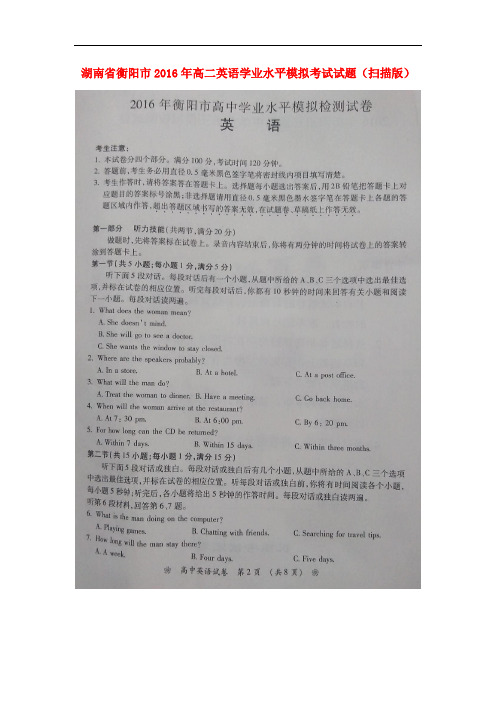 湖南省衡阳市2016年高二英语学业水平模拟考试试题（扫描版）
2016年衡阳市高中学业水平模拟检测试卷
英 语
考生注意:
1. 本试卷分四个部分。满分100分,考试时间120分钟。
2. 答题前,考生务必用直径0.5毫米黑色签字笔将密封线内项目填写清楚。
3. 考生作答时,请将答案答在答题卡上。选择题每小题选出答案后,用2B铅笔把答题卡上对
应题目的答案标号涂黑;非选择题请用直径0.5毫米黑色墨水签字笔在答题卡上各题的答
题区域内作答,超出答题区域书写的答案无效,在试题卷、草稿纸上作答无效。
第一部分 听力技能(共两节,满分20分)
做题时,先将答案标在试卷上。录音内容结束后,你将有两分钟的时间将试卷上的答案转
涂到答题卡上。
第一节(共5小题;每小题1分,满分5分)
听下面5段对话。每段对话后有一个小题,从题中所给的A、B、C三个选项中选出最佳选
项,并标在试卷的相应位置。听完每段对话后,你都有10秒钟的时间来回答有关小题和阅读
下一小题。每段对话读两遍。
1. What does the woman mean?
A. She doesn't mind.
B. She will go to see a doctor.
C. She wants the window to stay closed.
2. Where are the speakers probably?
A. In a store. B. At a hotel. C. At a post office.
3. What will the man do?
A. Treat the woman to dinner. B. Have a meeting. C. Go back home.
4. When will the woman arrive at the restaurant?
A. At 7: 30 pm. B. At 6:00 pm. C. By 6: 20 pm.
5. For how long can the CD be returned?
A. Within 7 days. B. Within 15 days. C. Within three months.
第二节(共15小题;每小题1分,满分15分)
听下面5段对话或独白。每段对话或独白后有几个小题,从题中所给的A、B、C三个选项
中选出最佳选项,并标在试卷的相应位置。听每段对话或独白前,你将有时间阅读各个小题,
每小题5秒钟;听完后,各小题将给出5秒钟的作答时间。每段对话或独白读两遍。
听第6段材料,回答第6、7题。
6. What is the man doing on the computer?
A. Playing games. B. Chatting with friends. C. Searching for travel tips.
7. How long will the man stay there?
A. A week. B. Four days. C. Five days.
高中英语试卷 第2页 (共8页)